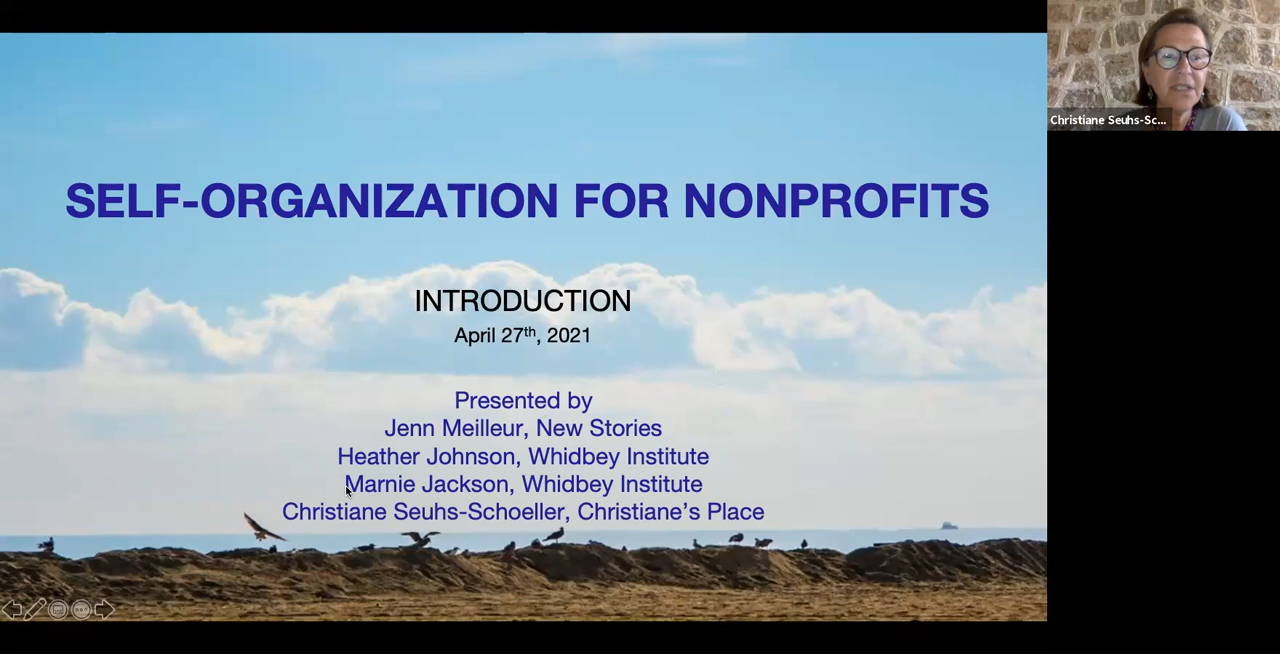 SELF-ORGANIZATION FOR NONPROFITS
INTRODUCTION
April 27th, 2021
Presented by
Jenn Meilleur, New Stories
Heather Johnson, Whidbey Institute
Marnie Jackson, Whidbey Institute
Christiane Seuhs-Schoeller, Christiane’s Place
Christiane Seuhs-Sc...